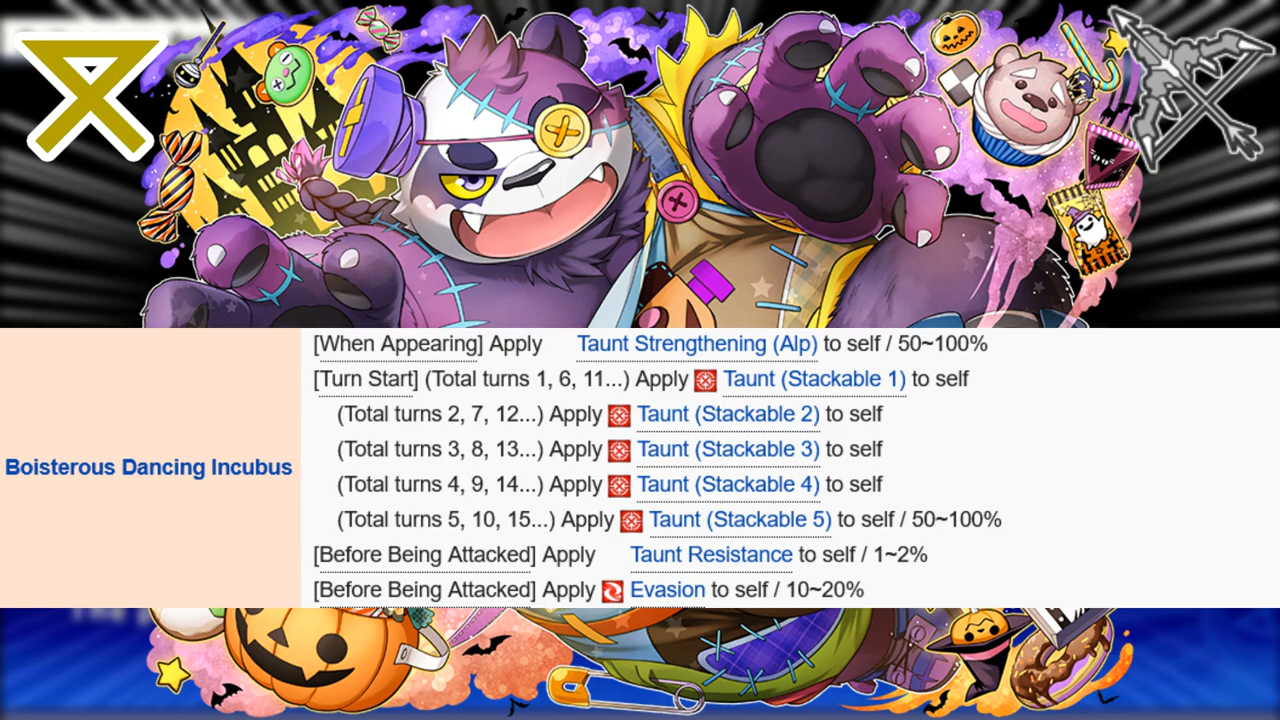 [When Appearing] Apply Taunt Strengthening (Alp) to self / 50~100%
[Turn Start] (Total turns 1, 6, 11...) Apply Taunt (Stackable 1) to self
(Total turns 2, 7, 12...) Apply Taunt (Stackable 2) to self
(Total turns 3, 8, 13...) Apply Taunt (Stackable 3) to self
(Total turns 4, 9, 14...) Apply Taunt (Stackable 4) to self
Boisterous Dancing Incubus
(Total turns 5, 10, 15...) Apply Taunt (Stackable 5) to self / 50~100%
[Before Being Attacked] Apply Taunt Resistance to self / 1~2%
[Before Being Attacked] Apply Evasion to self / 10~20%